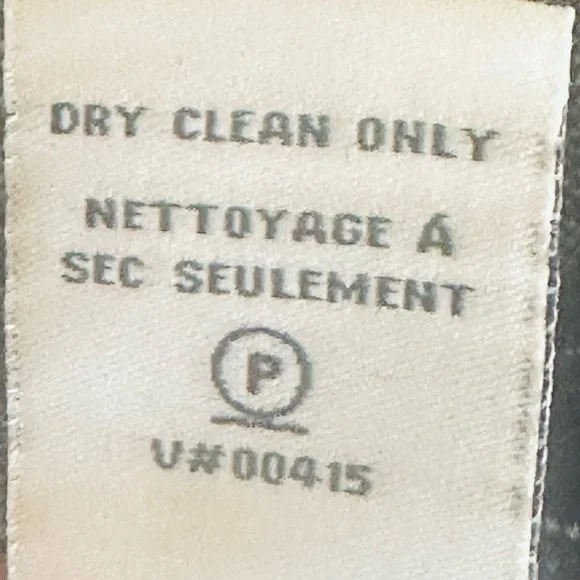 DRY CLEAN ONLY
NETTOYAGE Á
SEC SEULEMENT
P
V#00415